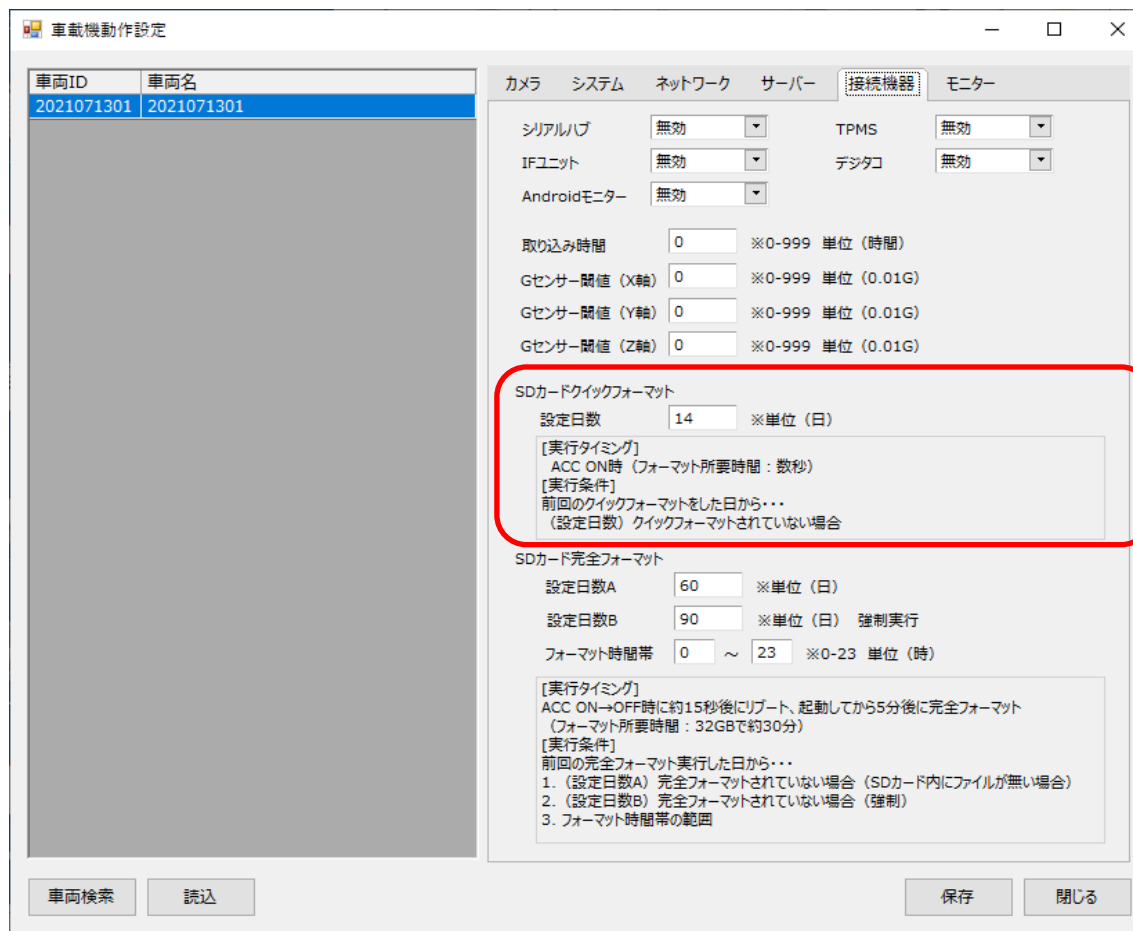 車載機動作設定
車両ID 車両名
2021071301 2021071301
カメラ システム ネットワーク サーバー 接続機器 モニター
シリアルハブ 無効 TPMS 無効
IFユニット 無効 デジタコ 無効
Androidモニター 無効
取り込み時間 0 ※0-999 単位（時間）
Gセンサー閾値（X軸） 0 ※0-999 単位（0.01G）
Gセンサー閾値（Y軸） 0 ※0-999 単位（0.01G）
Gセンサー閾値（Z軸） 0 ※0-999 単位（0.01G）
SDカードクイックフォーマット
設定日数 14 ※単位（日）
[実行タイミング]
ACC ON時（フォーマット所要時間：数秒）
[実行条件]
前回のクイックフォーマットをした日から･･･
（設定日数）クイックフォーマットされていない場合
SDカード完全フォーマット
設定日数A 60 ※単位（日）
設定日数B 90 ※単位（日） 強制実行
フォーマット時間帯 0 ～ 23 ※0-23 単位（時）
[実行タイミング]
ACC ON→OFF時に約15秒後にリブート、起動してから5分後に完全フォーマット
（フォーマット所要時間：32GBで約30分）
[実行条件]
前回の完全フォーマット実行した日から･･･
1.（設定日数A）完全フォーマットされていない場合（SDカード内にファイルが無い場合）
2.（設定日数B）完全フォーマットされていない場合（強制）
3. フォーマット時間帯の範囲
車両検索 読込 保存 閉じる